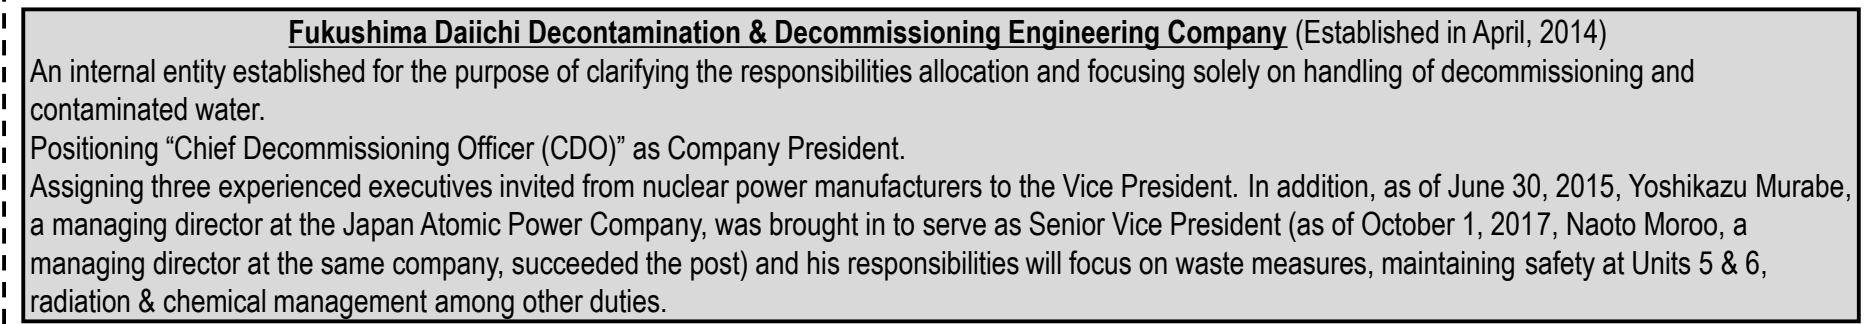 Fukushima Daiichi Decontamination & Decommissioning Engineering Company (Established in April, 2014)
An internal entity established for the purpose of clarifying the responsibilities allocation and focusing solely on handling of decommissioning and
contaminated water.
Positioning “Chief Decommissioning Officer (CDO)” as Company President.
Assigning three experienced executives invited from nuclear power manufacturers to the Vice President. In addition, as of June 30, 2015, Yoshikazu Murabe,
a managing director at the Japan Atomic Power Company, was brought in to serve as Senior Vice President (as of October 1, 2017, Naoto Moroo, a
managing director at the same company, succeeded the post) and his responsibilities will focus on waste measures, maintaining safety at Units 5 & 6,
radiation & chemical management among other duties.